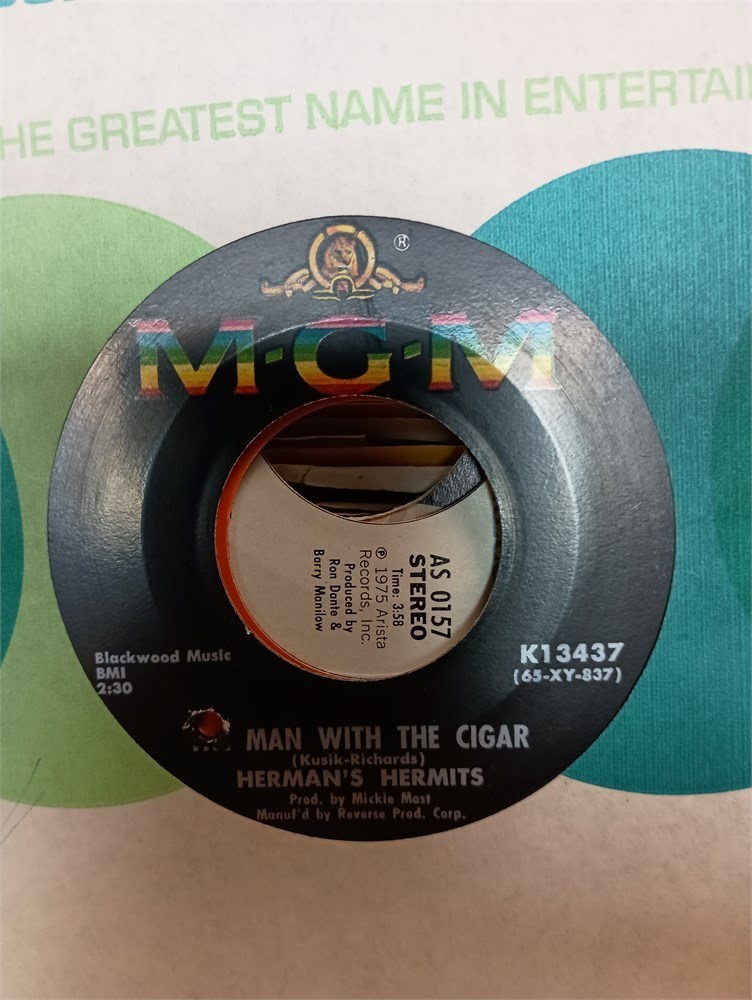 HE GREATEST NAME IN ENTERTAI
®
M·G·M
AS 0157
STEREO
Time: 3:58
℗ 1975 Arista
Records, Inc.
Produced by
Ron Dante &
Barry Manilow
Blackwood Music
BMI
2:30
K13437
(65-XY-837)
MAN WITH THE CIGAR
(Kusik-Richards)
HERMAN'S HERMITS
Prod. by Mickie Most
Manuf'd by Reverse Prod. Corp.